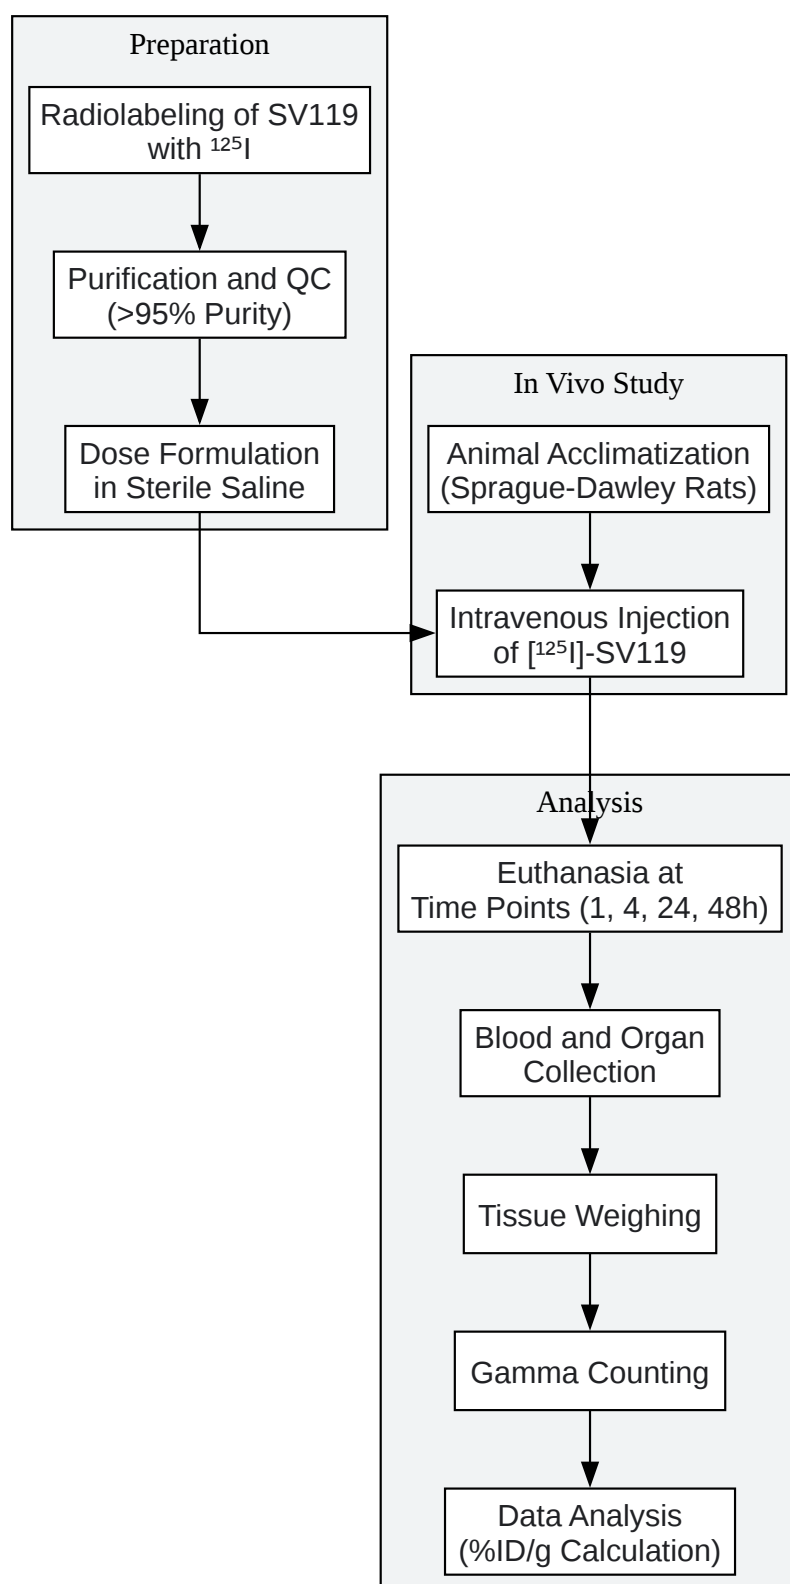 Preparation
Radiolabeling of SV119
with ¹²⁵I
Purification and QC
(>95% Purity)
Dose Formulation
in Sterile Saline
In Vivo Study
Animal Acclimatization
(Sprague-Dawley Rats)
Intravenous Injection
of [¹²⁵I]-SV119
Analysis
Euthanasia at
Time Points (1, 4, 24, 48h)
Blood and Organ
Collection
Tissue Weighing
Gamma Counting
Data Analysis
(%ID/g Calculation)